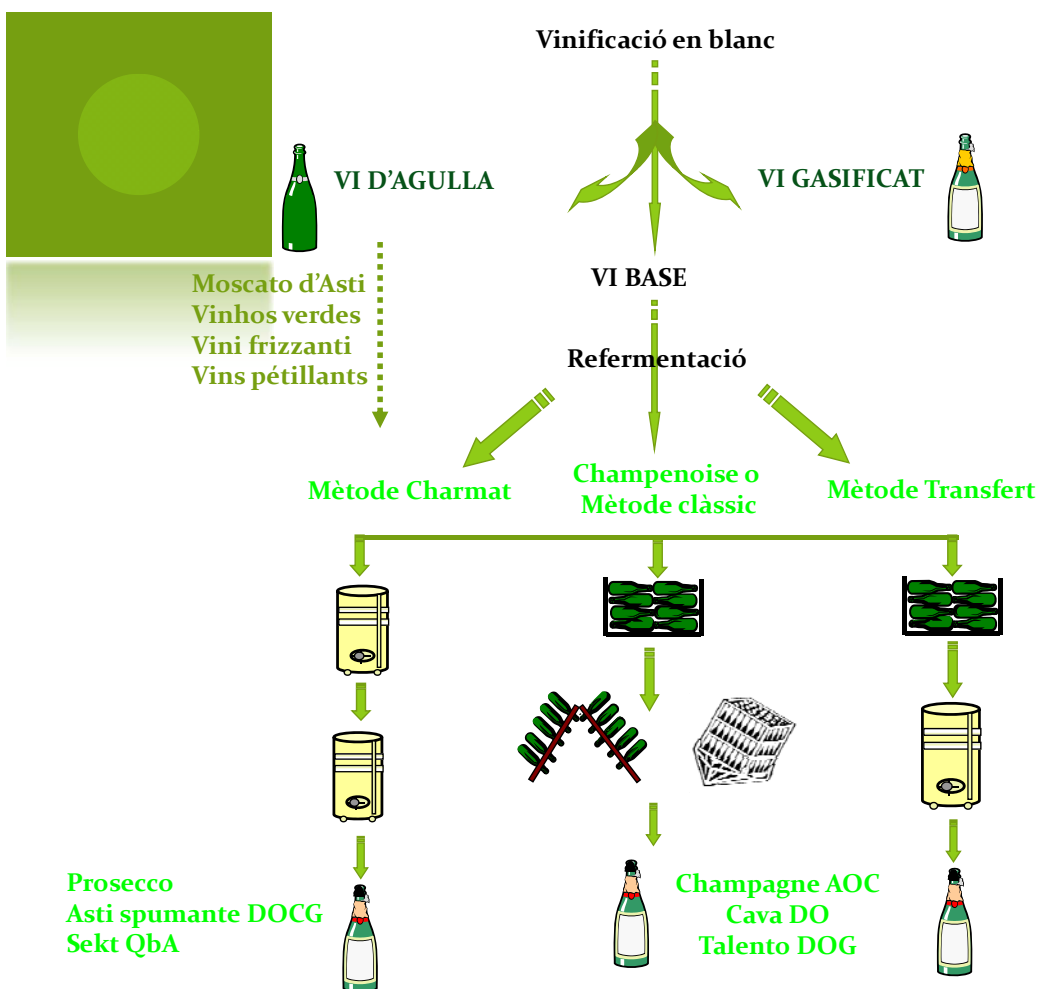 Vinificació en blanc
VI D’AGULLA
VI GASIFICAT
Moscato d’Asti
Vinhos verdes
Vini frizzanti
Vins pétillants
VI BASE
Refermentació
Mètode Charmat
Champenoise o
Mètode clàssic
Mètode Transfert
Prosecco
Asti spumante DOCG
Sekt QbA
Champagne AOC
Cava DO
Talento DOG